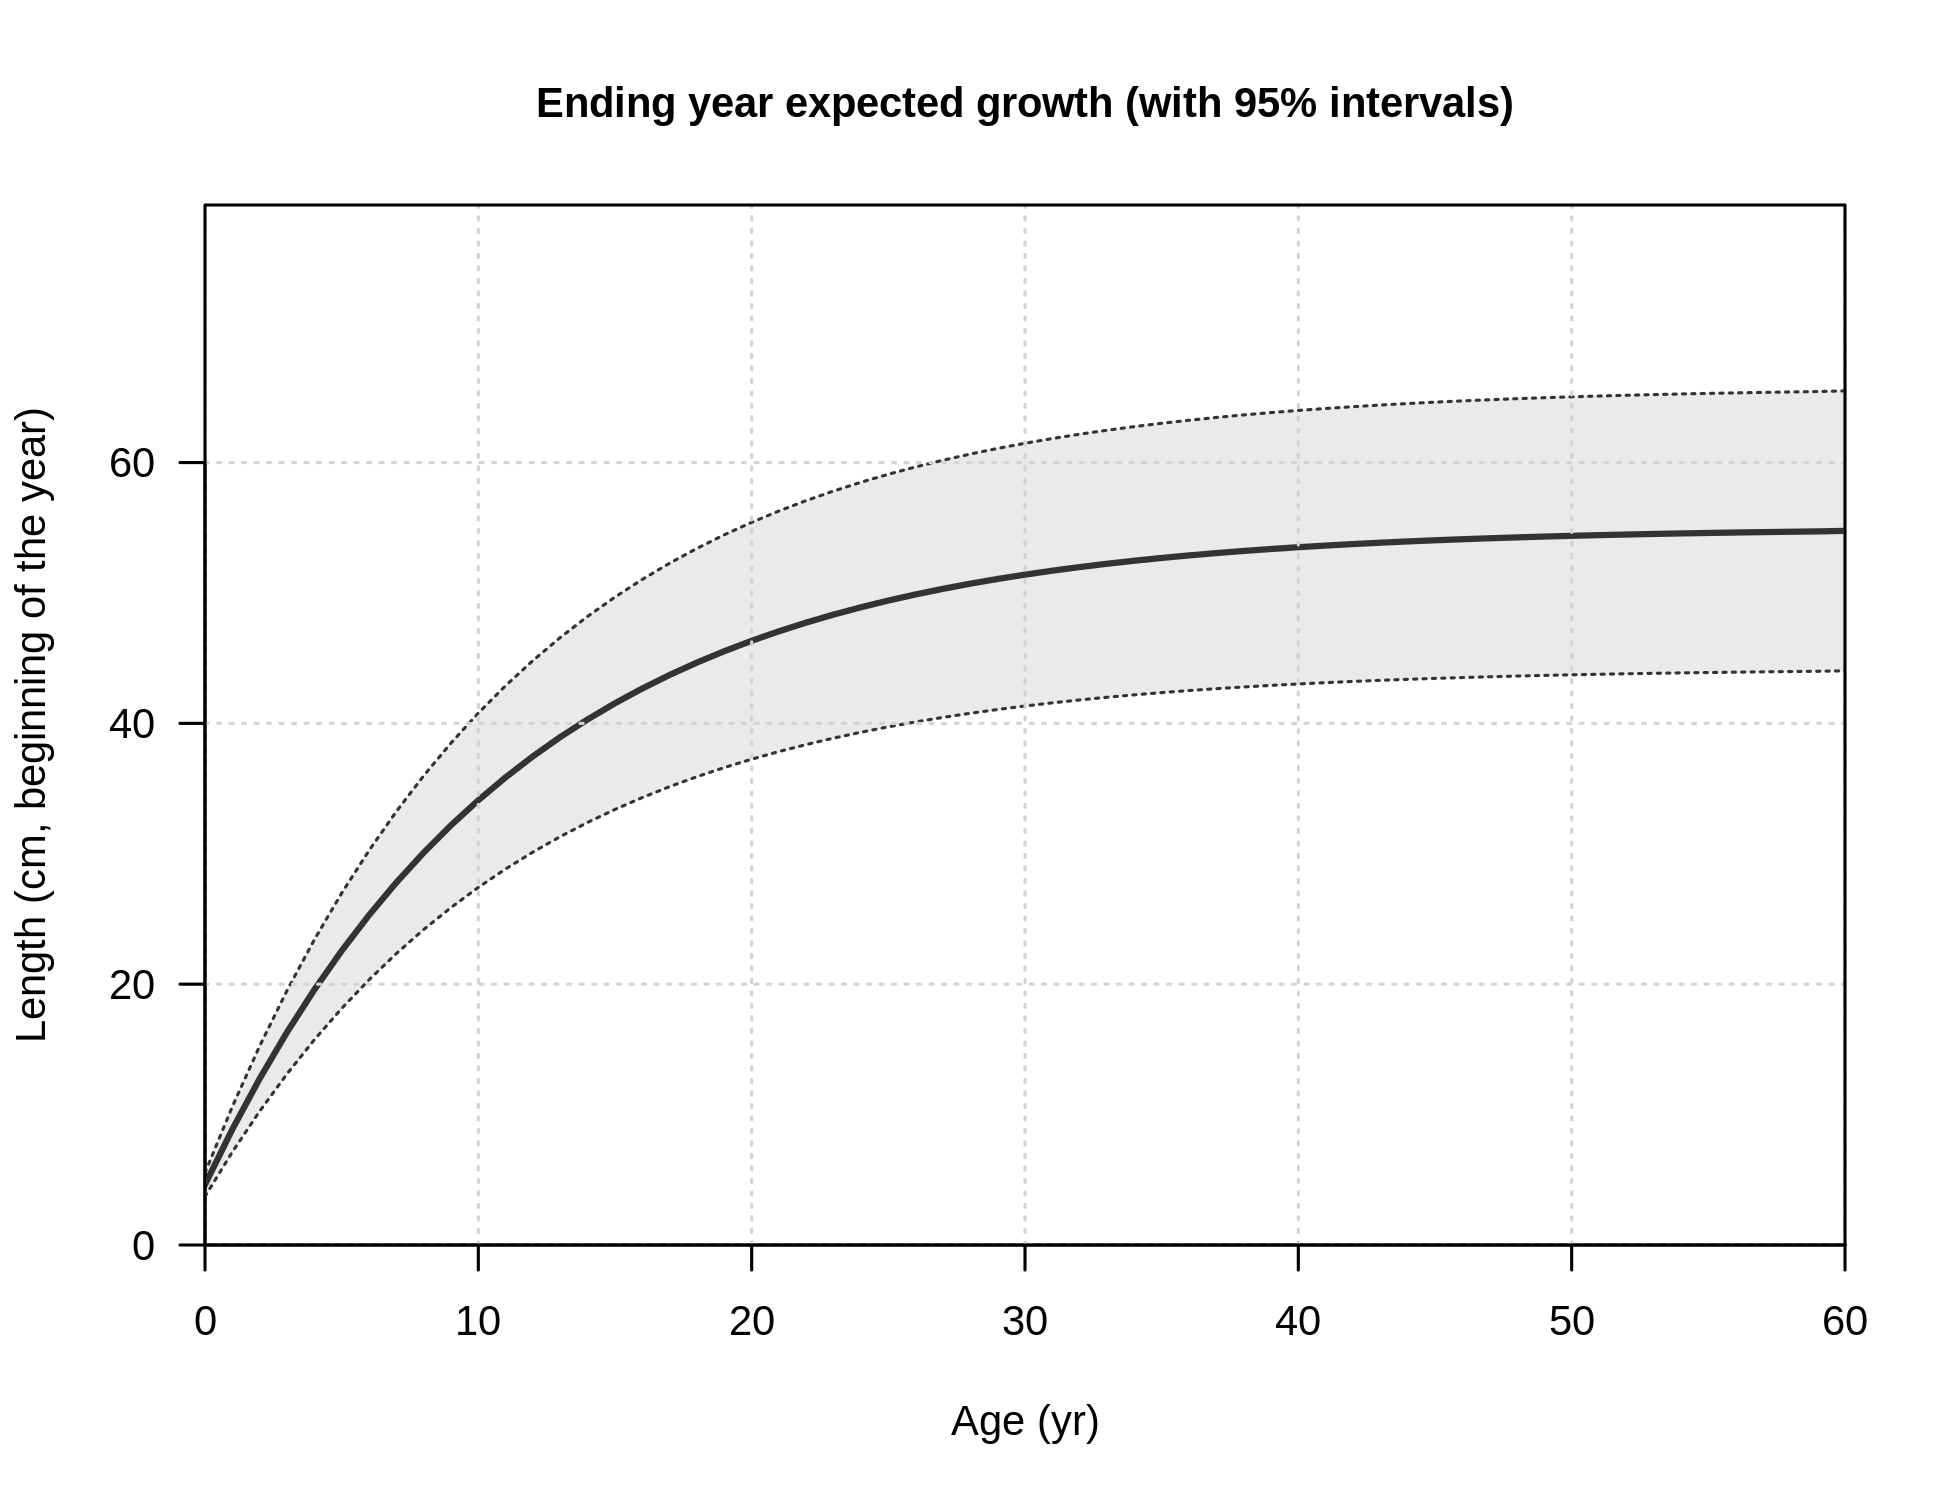 Ending year expected growth (with 95% intervals)
Length (cm, beginning of the year)
60
40
20
0
0 10 20 30 40 50 60
Age (yr)